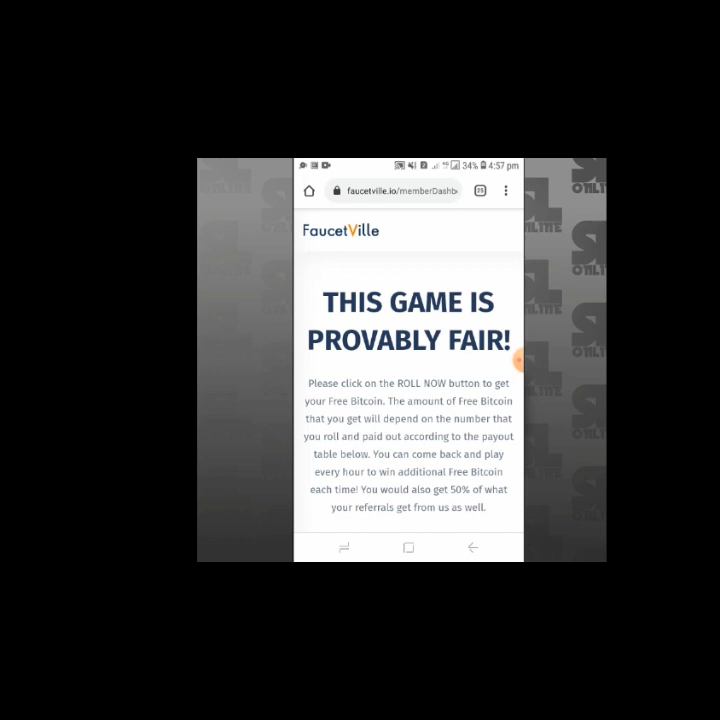 34% 4:57 pm
faucetville.io/memberDashb
25
FaucetVille
THIS GAME IS
PROVABLY FAIR!
Please click on the ROLL NOW button to get
your Free Bitcoin. The amount of Free Bitcoin
that you get will depend on the number that
you roll and paid out according to the payout
table below. You can come back and play
every hour to win additional Free Bitcoin
each time! You would also get 50% of what
your referrals get from us as well.